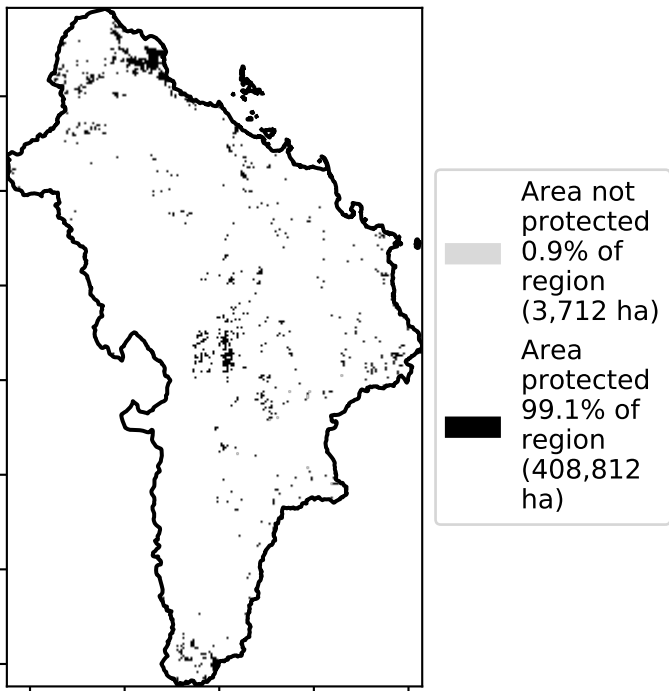 Area not
protected
0.9% of
region
(3,712 ha)
Area
protected
99.1% of
region
(408,812
ha)